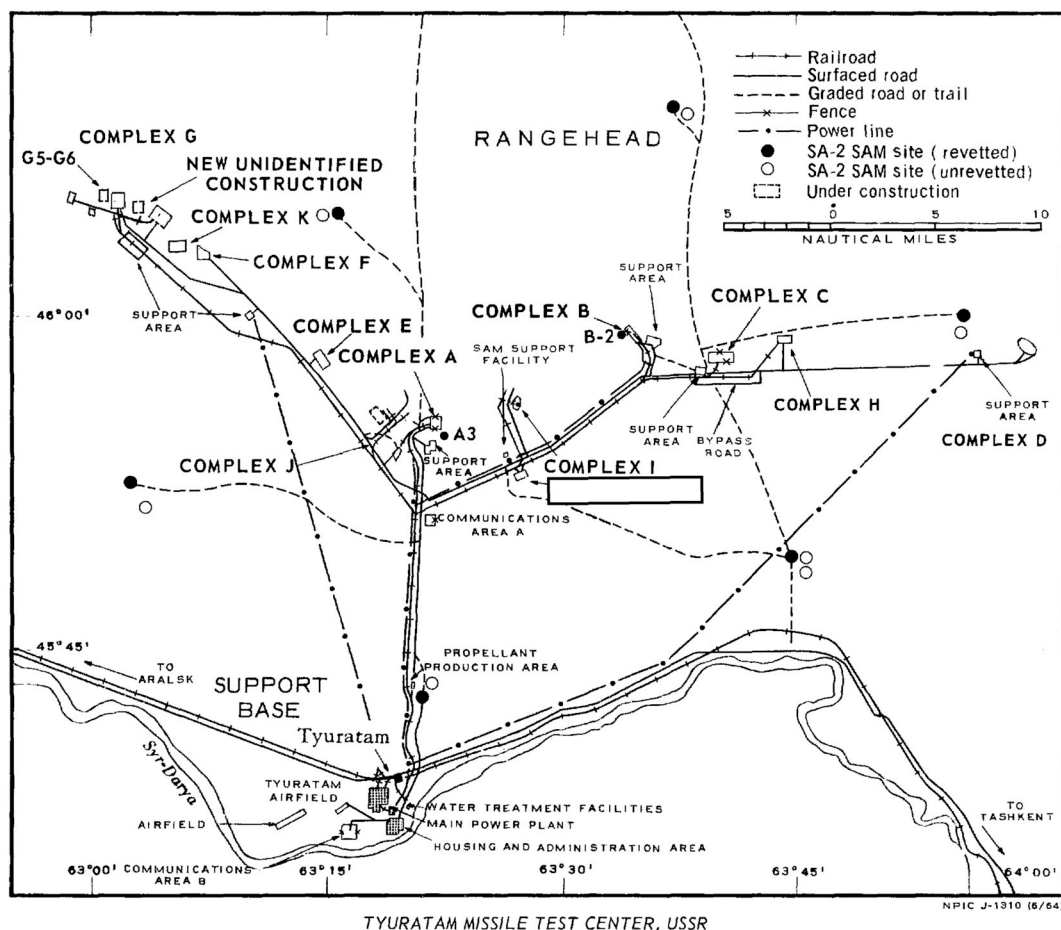 Railroad
Surfaced road
Graded road or trail
Fence
Power line
SA-2 SAM site (revetted)
SA-2 SAM site (unrevetted)
Under construction
5 0 5 10
NAUTICAL MILES
RANGEHEAD
COMPLEX G
G5-G6
NEW UNIDENTIFIED
CONSTRUCTION
COMPLEX K
COMPLEX F
SUPPORT
AREA
46°00'
COMPLEX E
COMPLEX A
SAM SUPPORT
FACILITY
COMPLEX B
B-2
SUPPORT
AREA
COMPLEX C
COMPLEX H
SUPPORT
AREA
BYPASS
ROAD
SUPPORT
AREA
COMPLEX D
A3
SUPPORT
AREA
COMPLEX J
COMPLEX I
COMMUNICATIONS
AREA A
45°45'
TO
ARALSK
SUPPORT
BASE
PROPELLANT
PRODUCTION AREA
Tyuratam
Syr-Darya
TYURATAM
AIRFIELD
AIRFIELD
WATER TREATMENT FACILITIES
MAIN POWER PLANT
HOUSING AND ADMINISTRATION AREA
TO
TASHKENT
COMMUNICATIONS
AREA B
63°00' 63°15' 63°30' 63°45' 64°00'
NPIC J-1310 (6/64)
TYURATAM MISSILE TEST CENTER, USSR